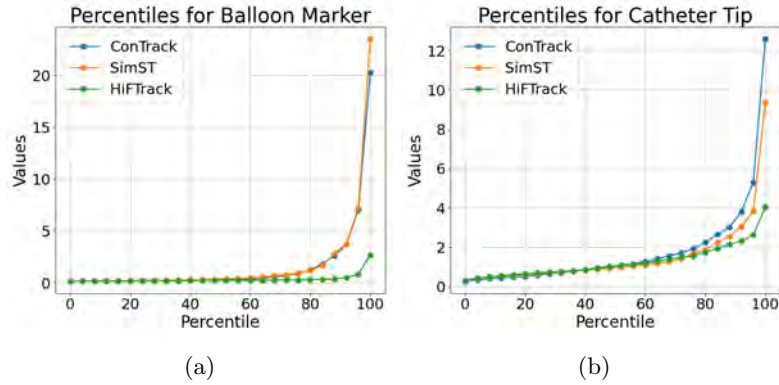 Percentiles for Balloon Marker
ConTrack
SimST
HiFTrack
Values
20
15
10
5
0
0 20 40 60 80 100
Percentile
(a)
Percentiles for Catheter Tip
ConTrack
SimST
HiFTrack
Values
12
10
8
6
4
2
0
0 20 40 60 80 100
Percentile
(b)